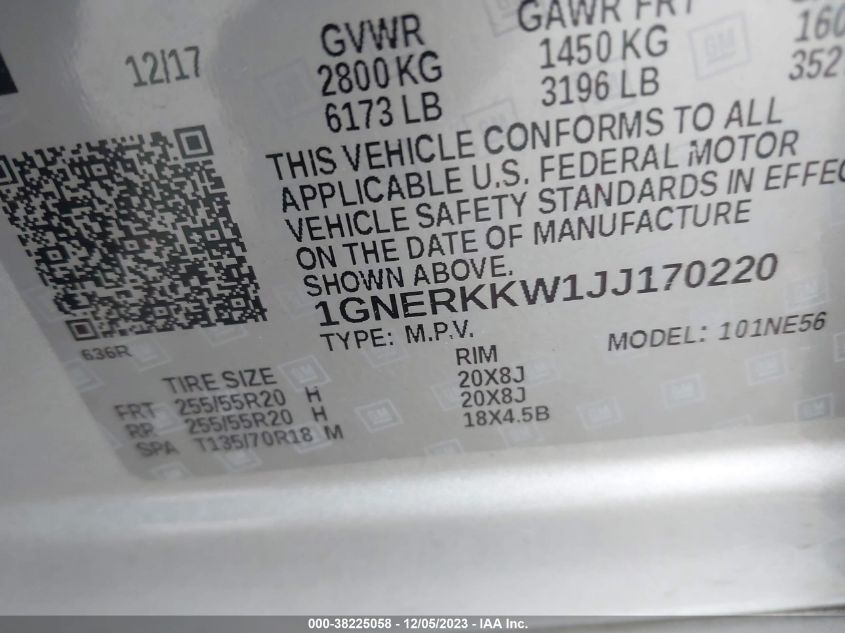 12/17
GVWR GAWR FRT
2800 KG 1450 KG
6173 LB 3196 LB
THIS VEHICLE CONFORMS TO ALL
APPLICABLE U.S. FEDERAL MOTOR
VEHICLE SAFETY STANDARDS IN EFFEC
ON THE DATE OF MANUFACTURE
SHOWN ABOVE.
1GNERKKW1JJ170220
TYPE: M.P.V. MODEL: 101NE56
636R
TIRE SIZE RIM
FRT 255/55R20 H 20X8J
RR 255/55R20 H 20X8J
SPA T135/70R18 M 18X4.5B
000-38225058 - 12/05/2023 - IAA Inc.